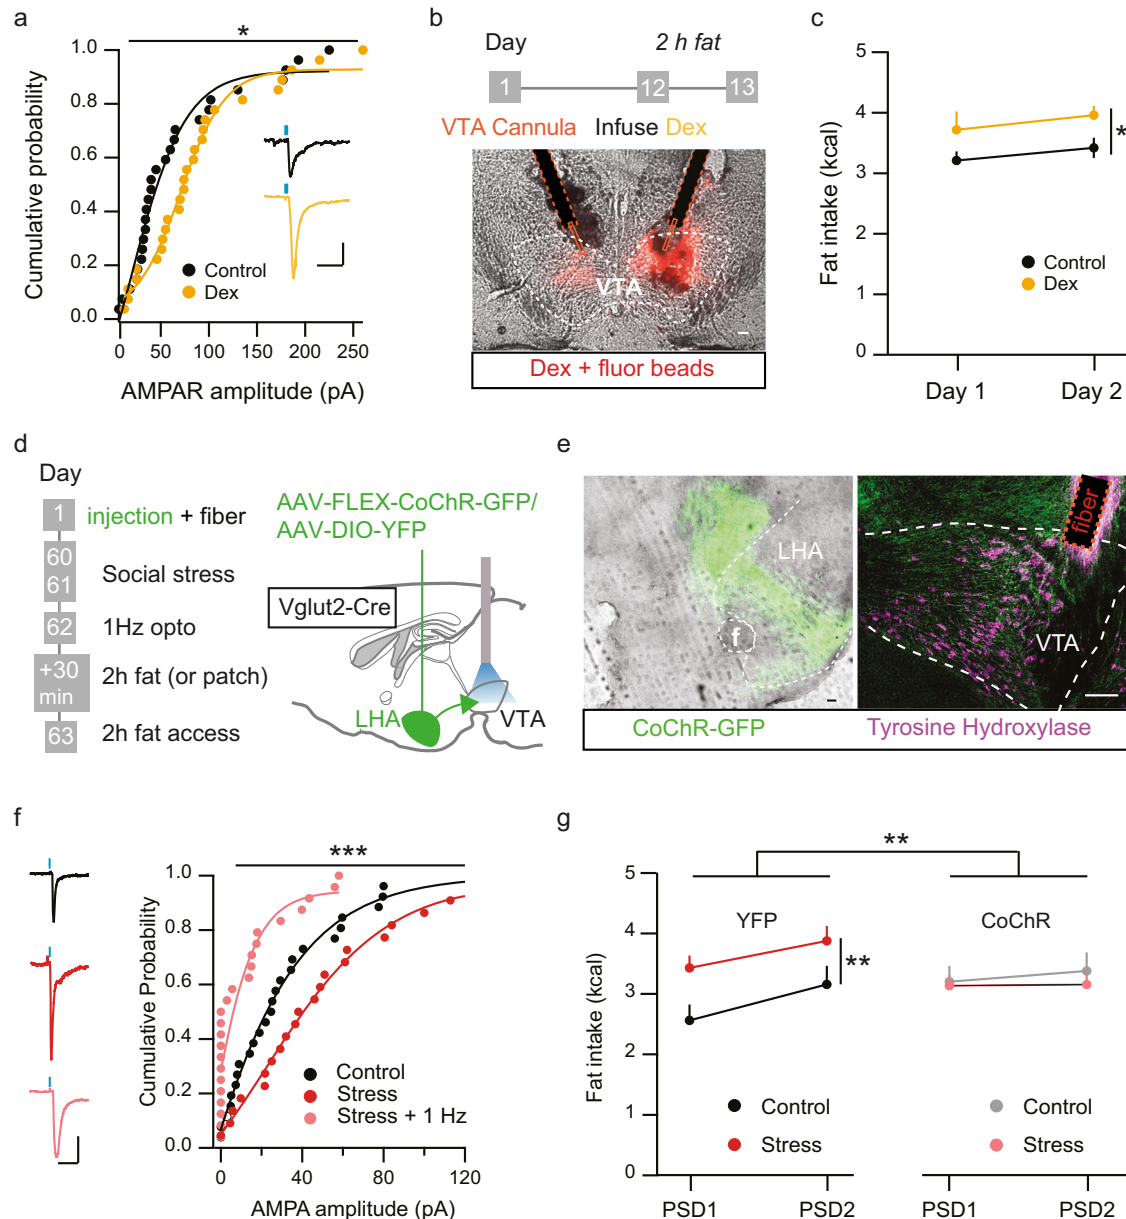 a
*
Cumulative probability
1.0
0.8
0.6
0.4
0.2
0.0
Control
Dex
0
50
100
150
200
250
AMPAR amplitude (pA)
b
Day
2 h fat
1
12
13
VTA Cannula
Infuse Dex
VTA
Dex + fluor beads
c
Fat intake (kcal)
5
4
3
2
1
0
*
Control
Dex
Day 1
Day 2
d
Day
1
injection + fiber
60
61
Social stress
62
1Hz opto
+30
min
2h fat (or patch)
63
2h fat access
AAV-FLEX-CoChR-GFP/
AAV-DIO-YFP
Vglut2-Cre
LHA
VTA
e
LHA
f
fiber
VTA
CoChR-GFP
Tyrosine Hydroxylase
f
***
Cumulative Probability
1.0
0.8
0.6
0.4
0.2
0.0
Control
Stress
Stress + 1 Hz
0
40
80
120
AMPA amplitude (pA)
g
**
Fat intake (kcal)
5
4
3
2
1
0
YFP
CoChR
**
Control
Stress
Control
Stress
PSD1
PSD2
PSD1
PSD2